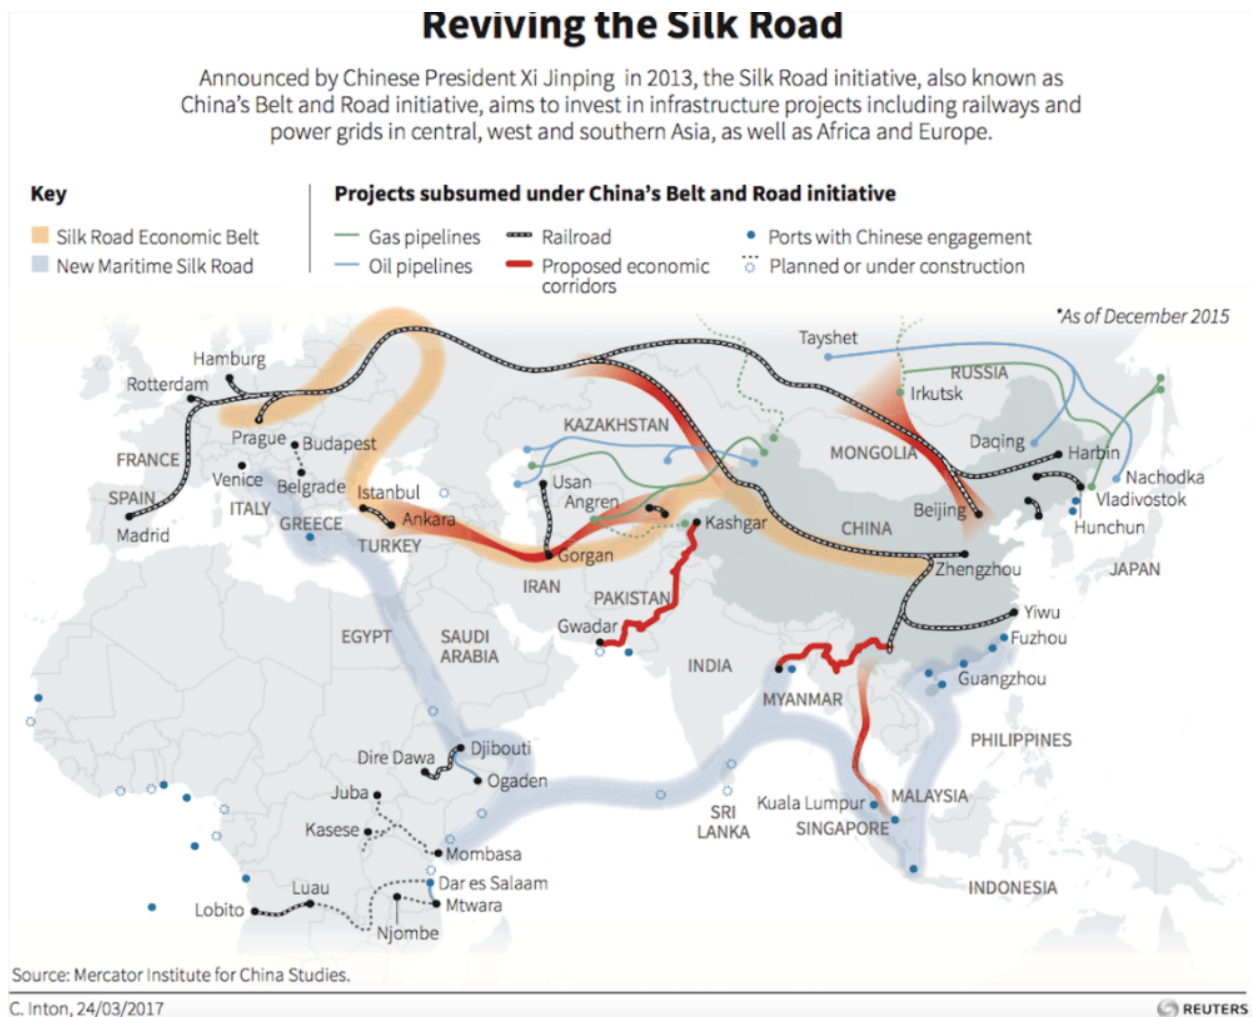 Reviving the Silk Road
Announced by Chinese President Xi Jinping in 2013, the Silk Road initiative, also known as
China's Belt and Road initiative, aims to invest in infrastructure projects including railways and
power grids in central, west and southern Asia, as well as Africa and Europe.
Key
Silk Road Economic Belt
New Maritime Silk Road
Projects subsumed under China's Belt and Road initiative
Gas pipelines
Oil pipelines
Railroad
Proposed economic
corridors
Ports with Chinese engagement
Planned or under construction
*As of December 2015
Tayshet
Hamburg
Rotterdam
RUSSIA
Irkutsk
KAZAKHSTAN
Prague
Budapest
MONGOLIA
Daqing
Harbin
FRANCE
Venice
Belgrade
Usan
Nachodka
SPAIN
ITALY
Istanbul
Angren
Vladivostok
GREECE
Ankara
Kashgar
CHINA
Beijing
Hunchun
Madrid
TURKEY
Gorgan
Zhengzhou
JAPAN
IRAN
PAKISTAN
Yiwu
Gwadar
EGYPT
SAUDI
ARABIA
Fuzhou
INDIA
Guangzhou
MYANMAR
PHILIPPINES
Djibouti
Dire Dawa
Ogaden
Juba
Kuala Lumpur
MALAYSIA
SRI
LANKA
SINGAPORE
Kasese
Mombasa
Dar es Salaam
INDONESIA
Luau
Lobito
Mtwara
Njombe
Source: Mercator Institute for China Studies.
C. Inton, 24/03/2017
REUTERS